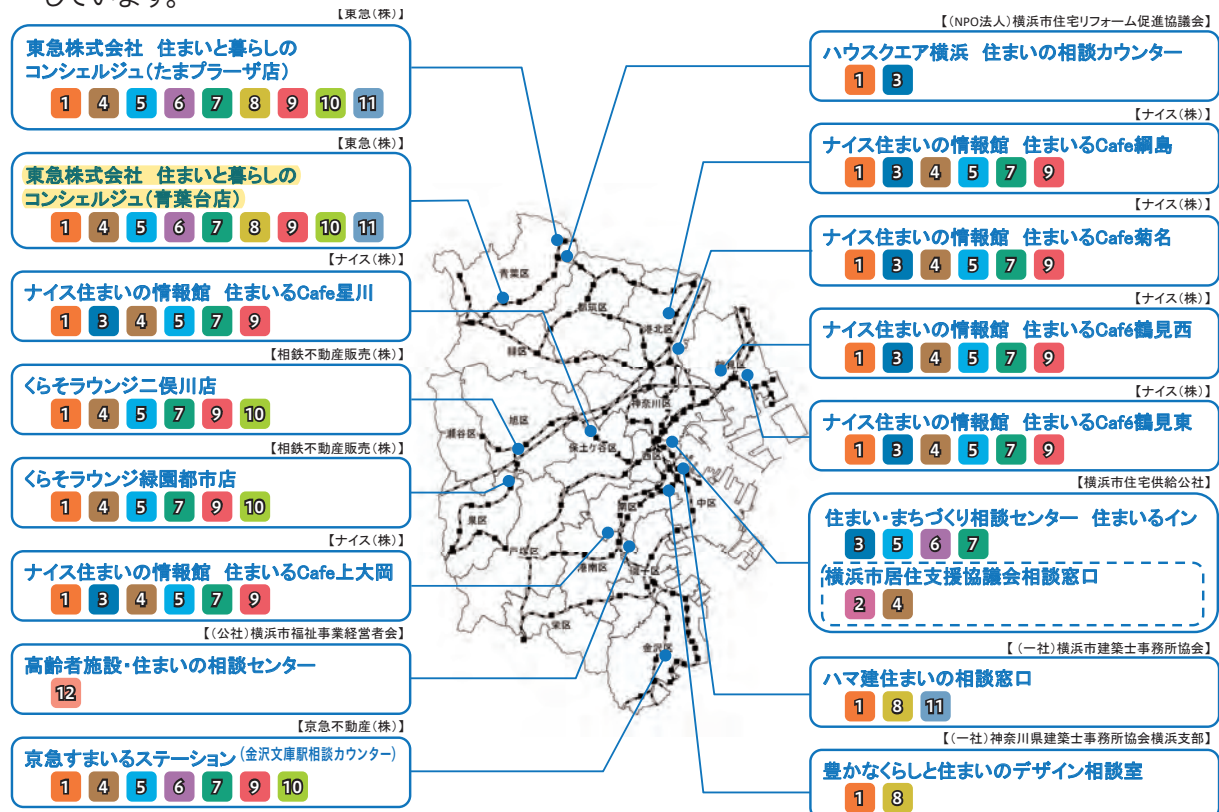 しています。
【東急(株)】
東急株式会社 住まいと暮らしの
コンシェルジュ(たまプラーザ店)
1 4 5 6 7 8 9 10 11
【東急(株)】
東急株式会社 住まいと暮らしの
コンシェルジュ(青葉台店)
1 4 5 6 7 8 9 10 11
【ナイス(株)】
ナイス住まいの情報館 住まいるCafe星川
1 3 4 5 7 9
【相鉄不動産販売(株)】
くらそラウンジ二俣川店
1 4 5 7 9 10
【相鉄不動産販売(株)】
くらそラウンジ緑園都市店
1 4 5 7 9 10
【ナイス(株)】
ナイス住まいの情報館 住まいるCafe上大岡
1 3 4 5 7 9
【(公社)横浜市福祉事業経営者会】
高齢者施設・住まいの相談センター
12
【京急不動産(株)】
京急すまいるステーション(金沢文庫駅相談カウンター)
1 4 5 6 7 9 10
青葉区
都筑区
港北区
緑区
鶴見区
神奈川区
旭区
瀬谷区
保土ケ谷区
西区
中区
南区
泉区
戸塚区
港南区
磯子区
栄区
金沢区
【(NPO法人)横浜市住宅リフォーム促進協議会】
ハウスクエア横浜 住まいの相談カウンター
1 3
【ナイス(株)】
ナイス住まいの情報館 住まいるCafe綱島
1 3 4 5 7 9
【ナイス(株)】
ナイス住まいの情報館 住まいるCafe菊名
1 3 4 5 7 9
【ナイス(株)】
ナイス住まいの情報館 住まいるCafé鶴見西
1 3 4 5 7 9
【ナイス(株)】
ナイス住まいの情報館 住まいるCafé鶴見東
1 3 4 5 7 9
【横浜市住宅供給公社】
住まい・まちづくり相談センター 住まいるイン
3 5 6 7
横浜市居住支援協議会相談窓口
2 4
【(一社)横浜市建築士事務所協会】
ハマ建住まいの相談窓口
1 8 11
【(一社)神奈川県建築士事務所協会横浜支部】
豊かなくらしと住まいのデザイン相談室
1 8